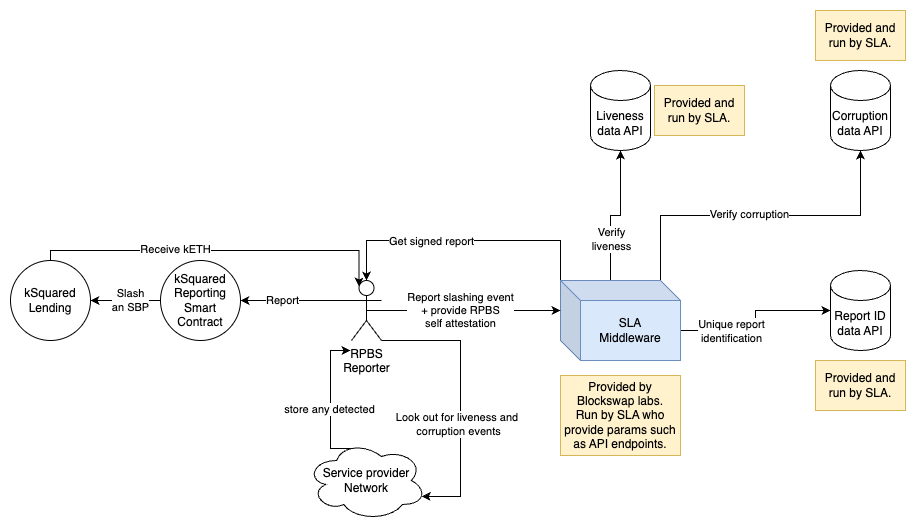 Provided and
run by SLA.
Liveness
data API
Provided and
run by SLA.
Corruption
data API
Verify corruption
Verify
liveness
Get signed report
Receive kETH
kSquared
Lending
Slash
an SBP
kSquared
Reporting
Smart
Contract
Report
Report slashing event
+ provide RPBS
self attestation
SLA
Middleware
Unique report
identification
Report ID
data API
RPBS
Reporter
Provided and
run by SLA.
Provided by
Blockswap labs.
Run by SLA who
provide params such
as API endpoints.
store any detected
Look out for liveness and
corruption events
Service provider
Network